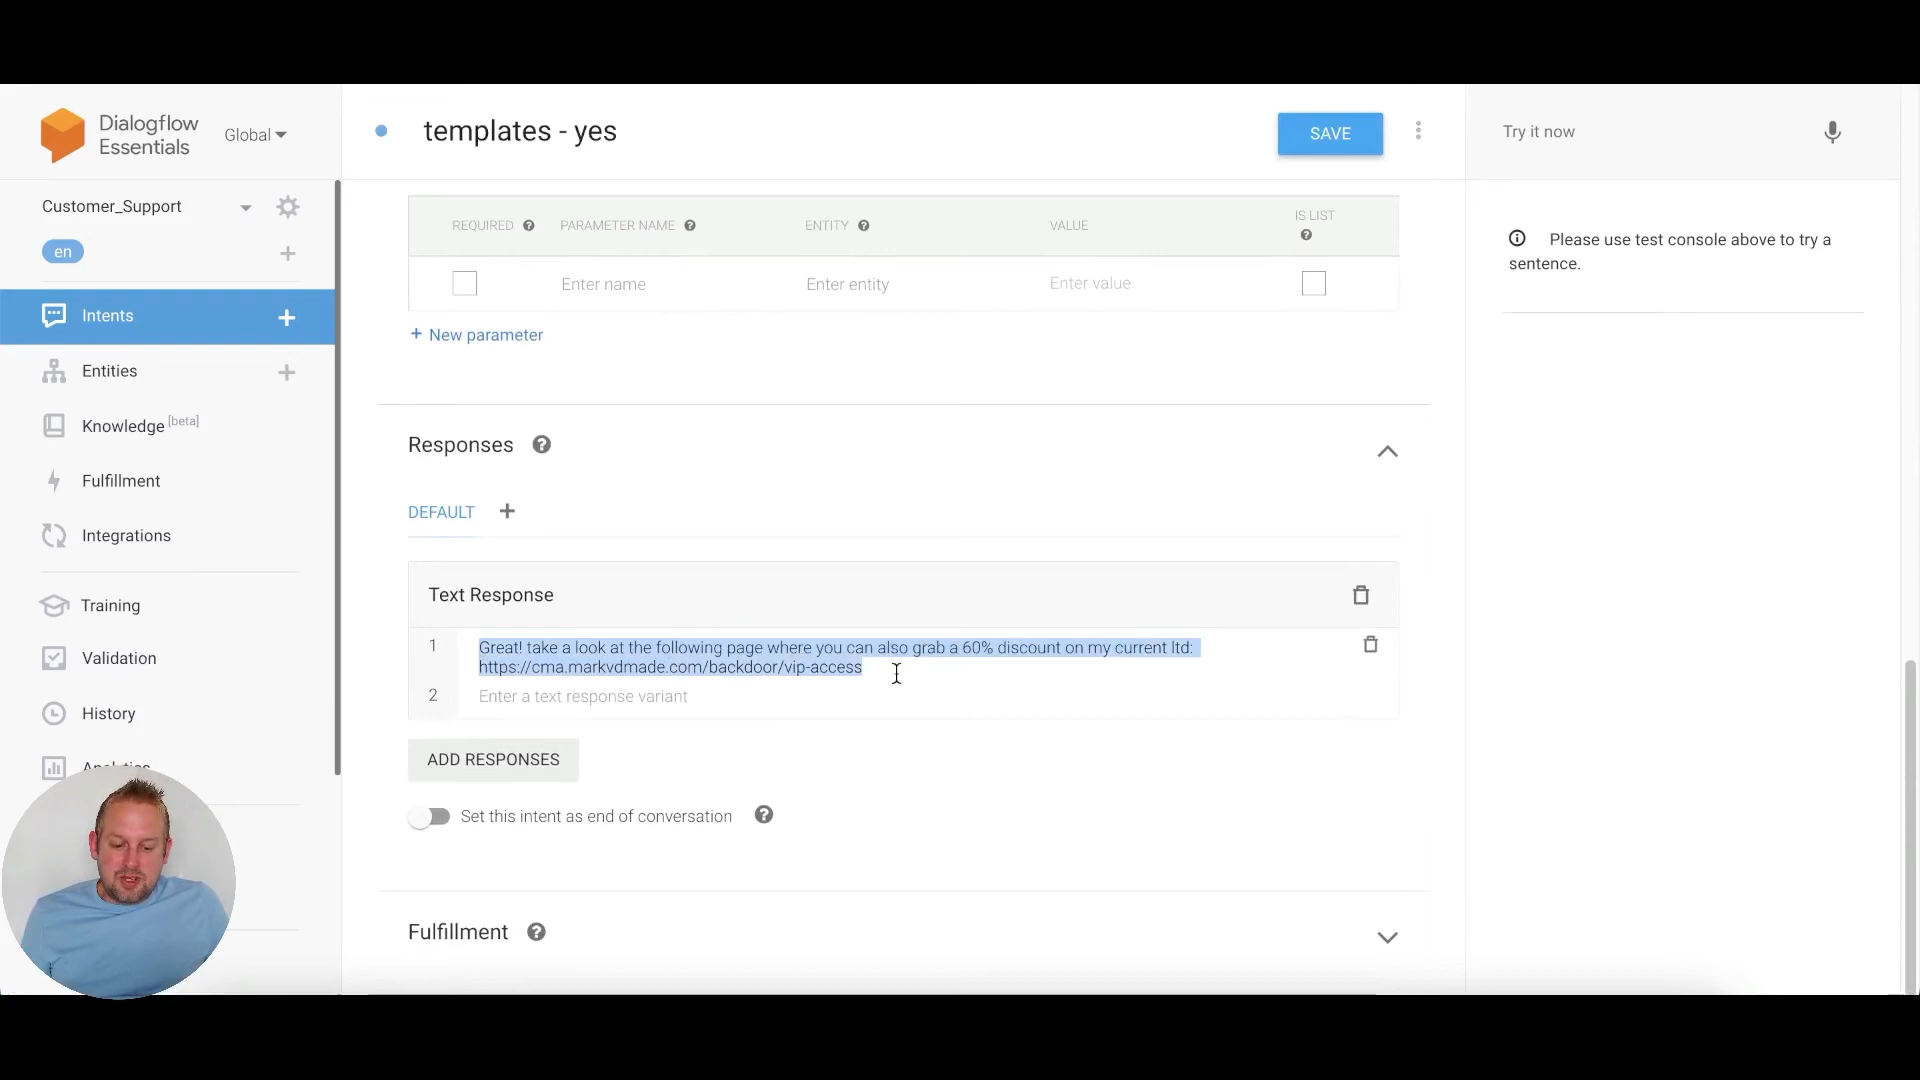 Dialogflow
Essentials
Global
templates - yes
SAVE
Try it now
Customer_Support
en
Intents
Entities
Knowledge [beta]
Fulfillment
Integrations
Training
Validation
History
Analytics
REQUIRED
PARAMETER NAME
ENTITY
VALUE
IS LIST
Enter name
Enter entity
Enter value
+ New parameter
Responses
DEFAULT
Text Response
1
Great! take a look at the following page where you can also grab a 60% discount on my current ltd:
https://cma.markvdmade.com/backdoor/vip-access
2
Enter a text response variant
ADD RESPONSES
Set this intent as end of conversation
Fulfillment
Please use test console above to try a
sentence.